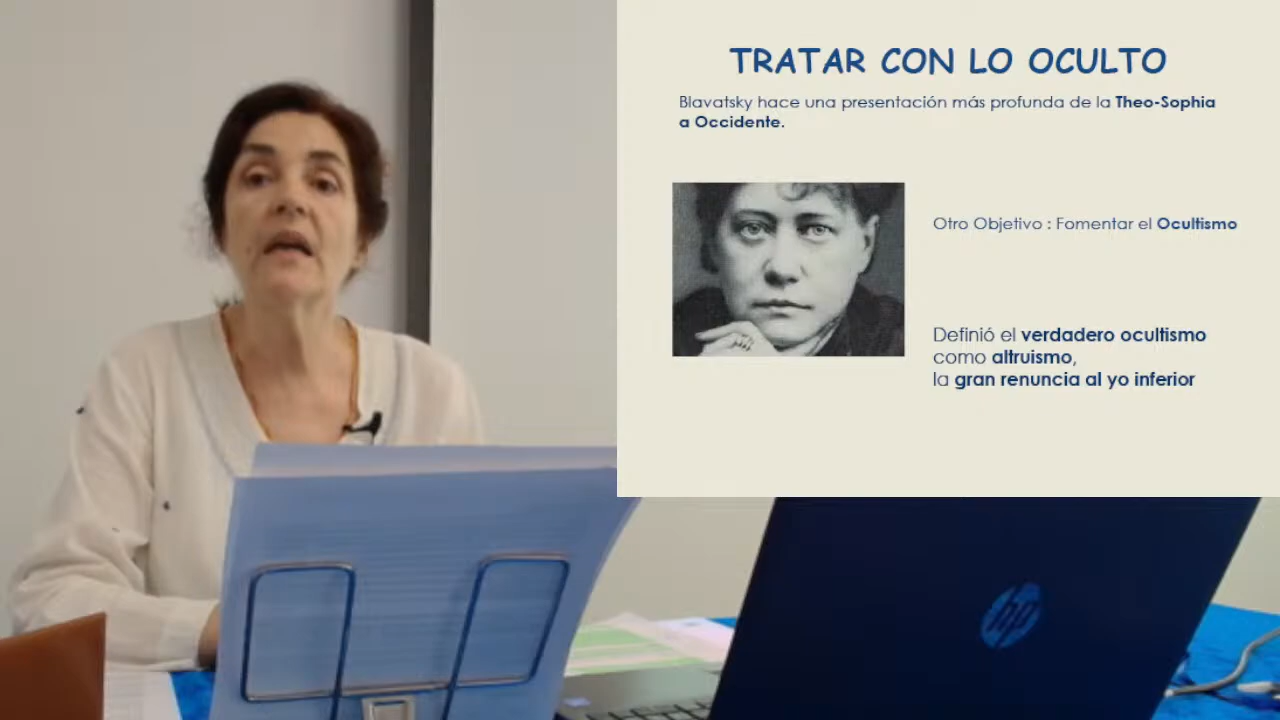 TRATAR CON LO OCULTO
Blavatsky hace una presentación más profunda de la Theo-Sophia
a Occidente.
Otro Objetivo : Fomentar el Ocultismo
Definió el verdadero ocultismo
como altruismo,
la gran renuncia al yo inferior
hp